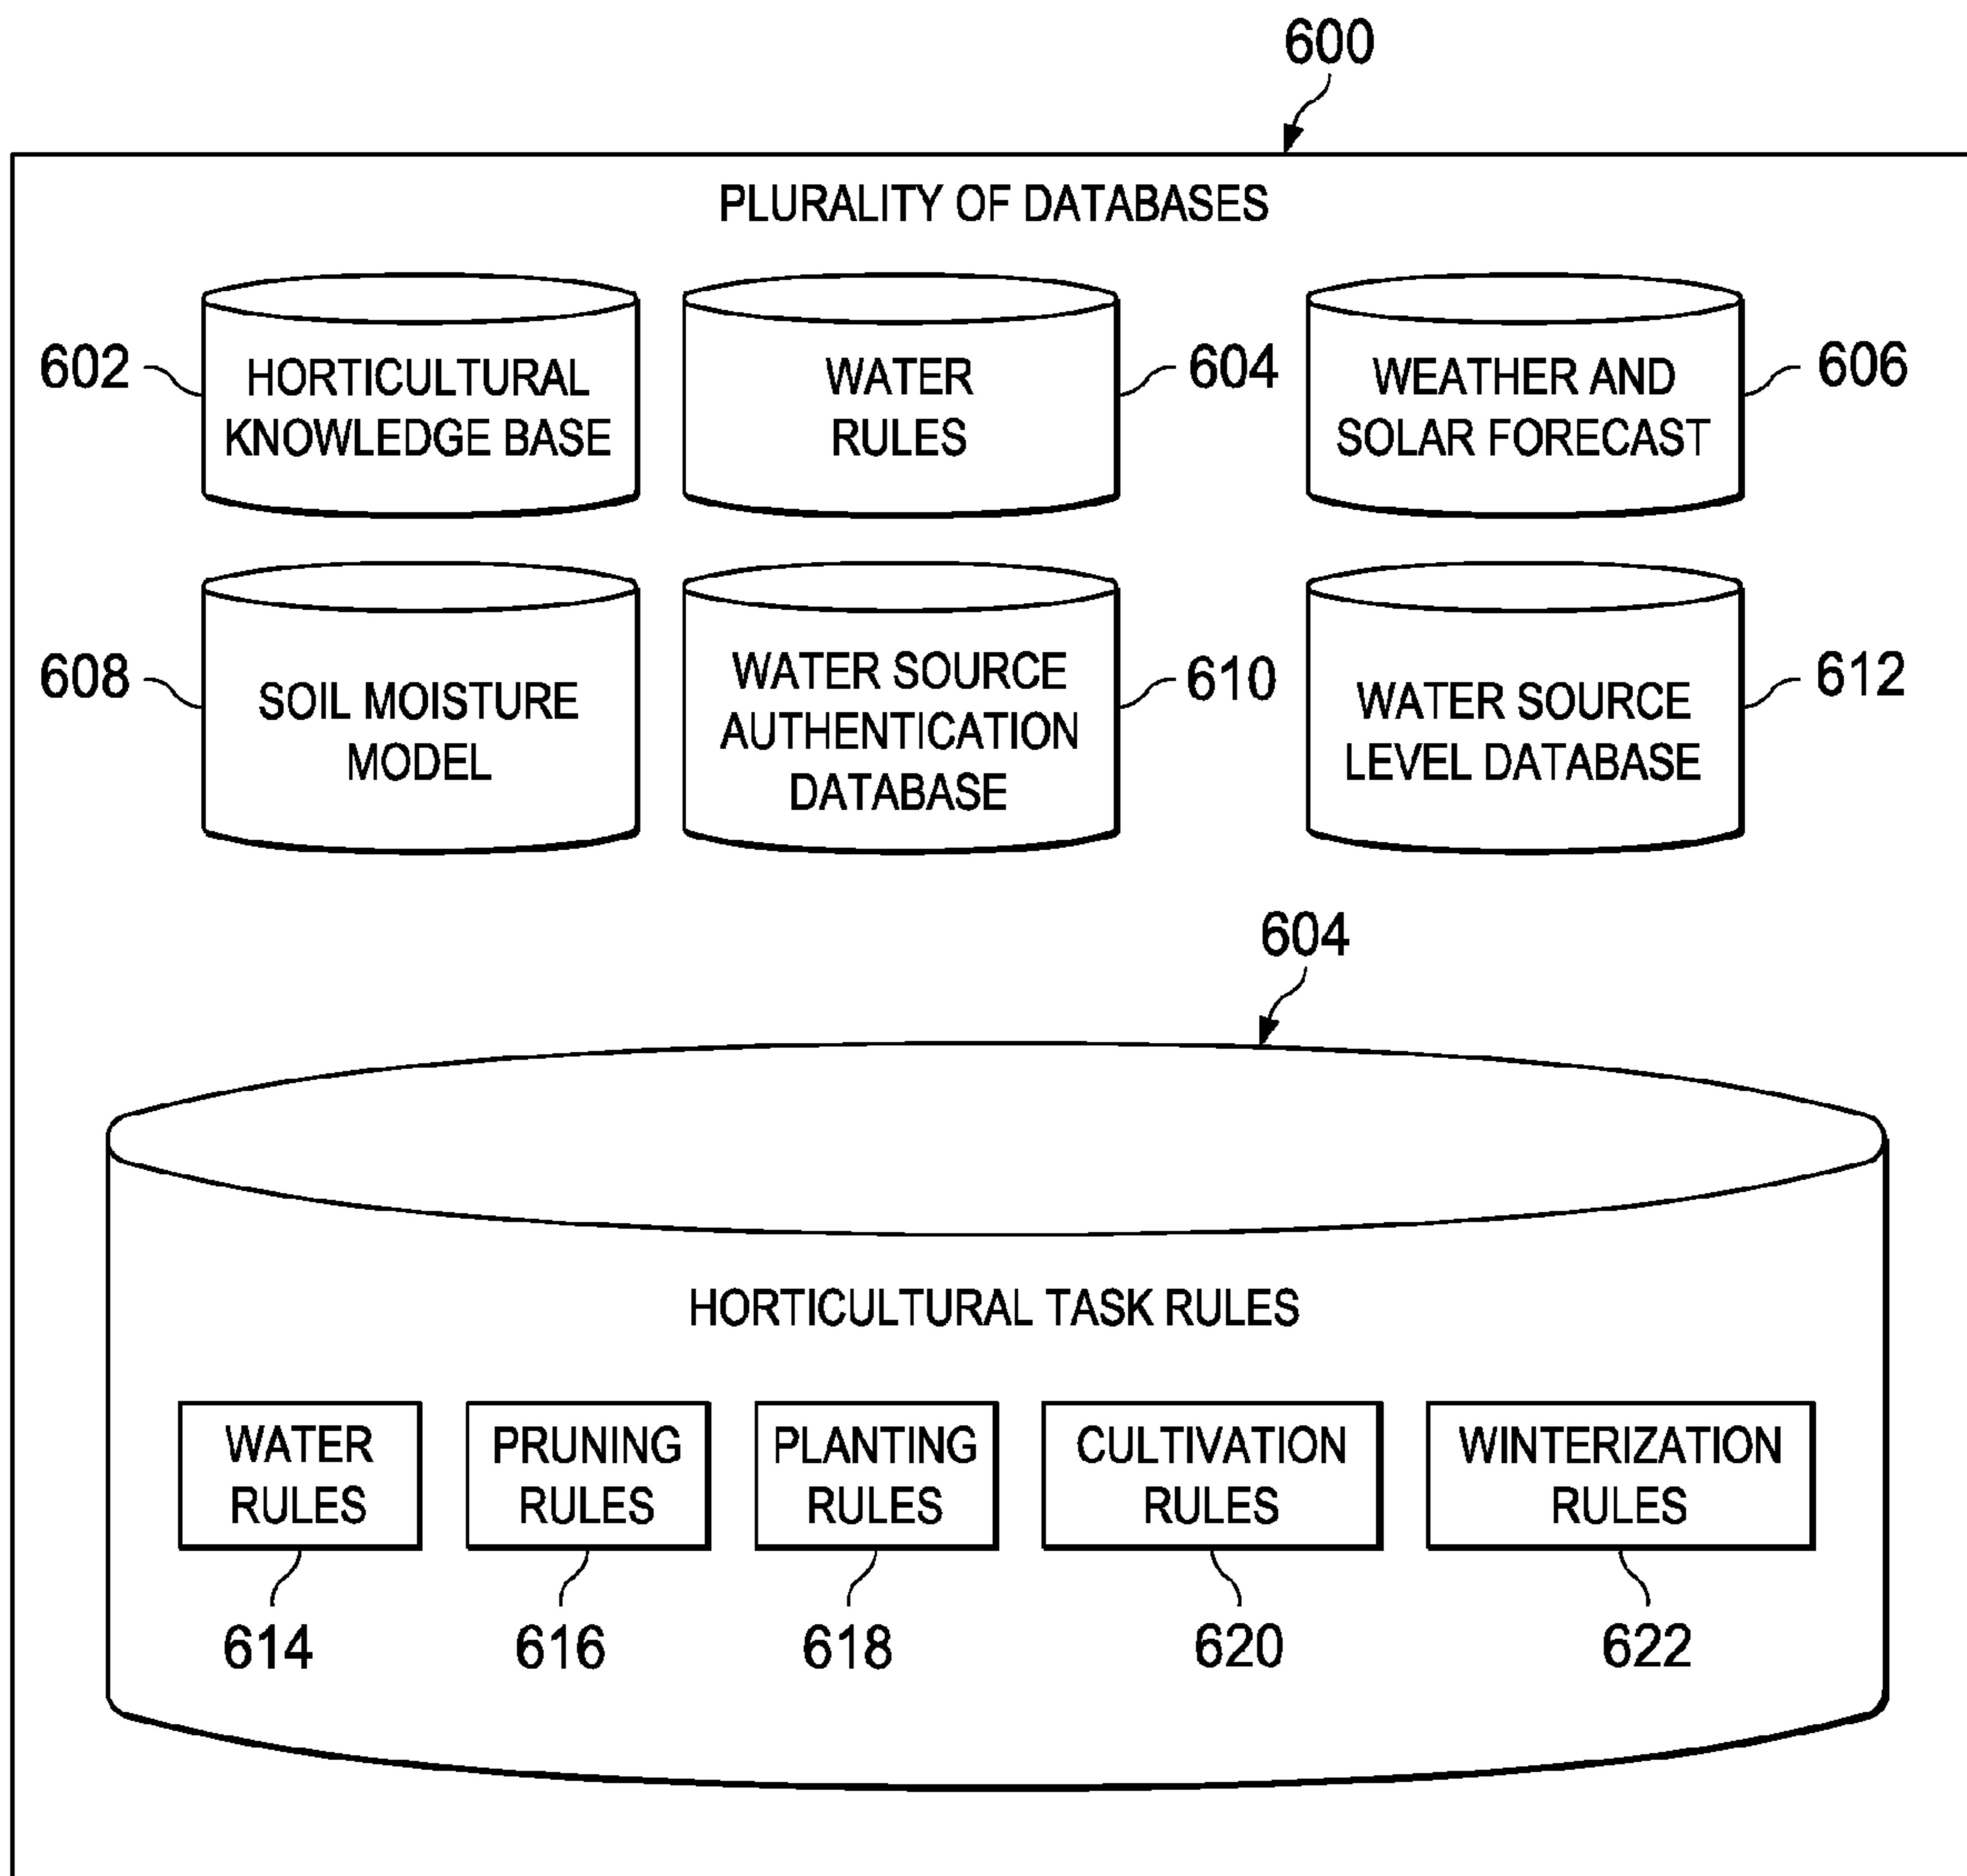 600
PLURALITY OF DATABASES
602
HORTICULTURAL
KNOWLEDGE BASE
WATER
RULES
604
WEATHER AND
SOLAR FORECAST
606
608
SOIL MOISTURE
MODEL
WATER SOURCE
AUTHENTICATION
DATABASE
610
WATER SOURCE
LEVEL DATABASE
612
604
HORTICULTURAL TASK RULES
WATER
RULES
PRUNING
RULES
PLANTING
RULES
CULTIVATION
RULES
WINTERIZATION
RULES
614
616
618
620
622